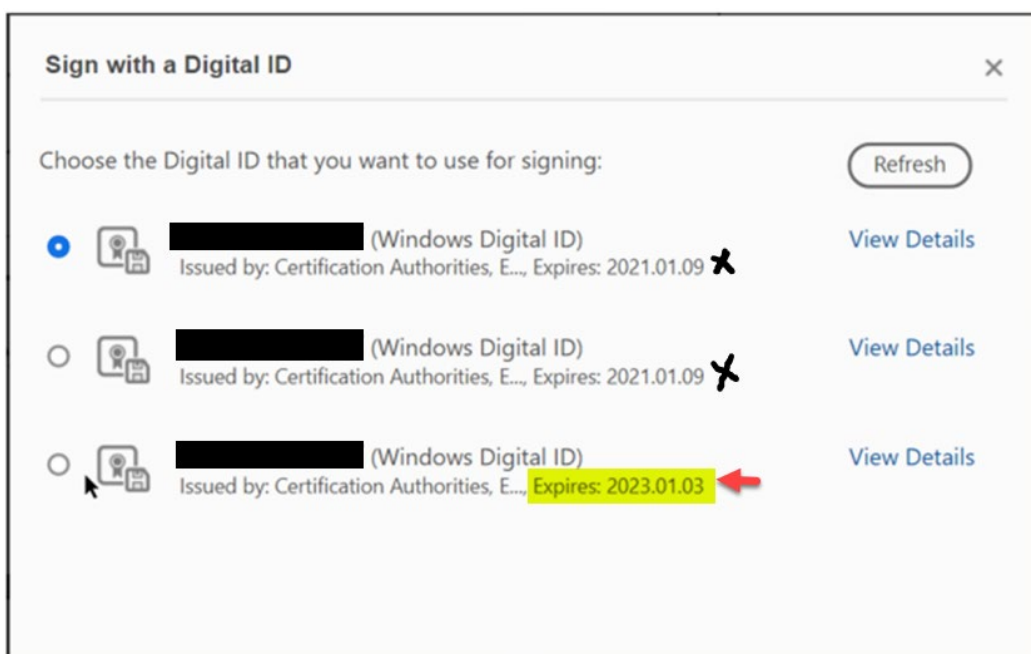 Sign with a Digital ID
Choose the Digital ID that you want to use for signing:
Refresh
(Windows Digital ID)
View Details
Issued by: Certification Authorities, E..., Expires: 2021.01.09
(Windows Digital ID)
View Details
Issued by: Certification Authorities, E..., Expires: 2021.01.09
(Windows Digital ID)
View Details
Issued by: Certification Authorities, E..., Expires: 2023.01.03